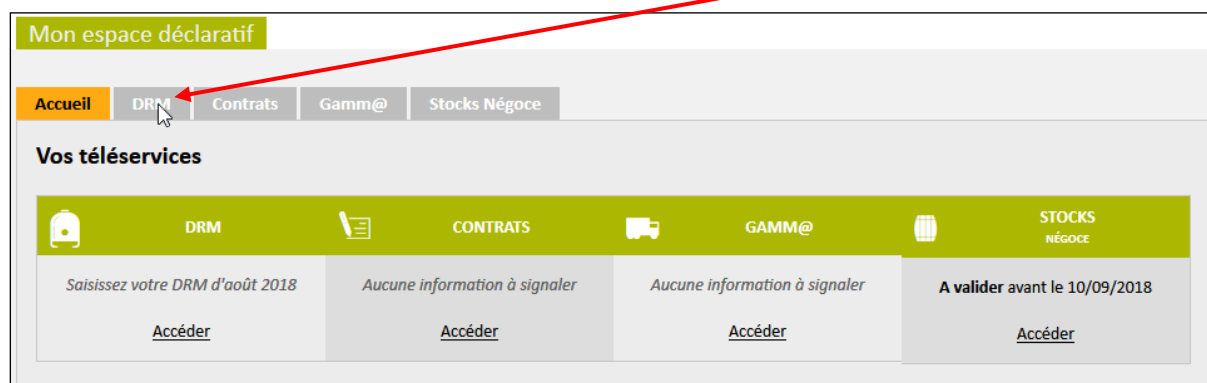 Mon espace déclaratif
Accueil DRM Contrats Gamm@ Stocks Négoce
Vos téléservices
DRM CONTRATS GAMM@ STOCKS
NÉGOCE
Saisissez votre DRM d'août 2018 Aucune information à signaler Aucune information à signaler A valider avant le 10/09/2018
Accéder Accéder Accéder Accéder